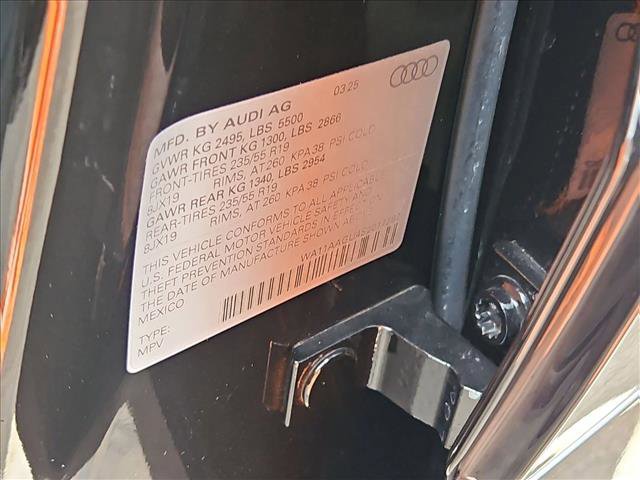 MFD. BY AUDI AG 03 25
GVWR KG 2495, LBS 5500
GAWR FRONT KG 1300, LBS 2866
FRONT-TIRES 235/55 R19
8JX19 RIMS, AT 260 KPA 38 PSI COLD
GAWR REAR KG 1340, LBS 2954
REAR-TIRES 235/55 R19
8JX19 RIMS, AT 260 KPA 38 PSI COLD
THIS VEHICLE CONFORMS TO ALL APPLICABLE
U.S. FEDERAL MOTOR VEHICLE SAFETY AND
THEFT PREVENTION STANDARDS IN EFFECT ON
THE DATE OF MANUFACTURE SHOWN ABOVE.
MEXICO
TYPE:
MPV